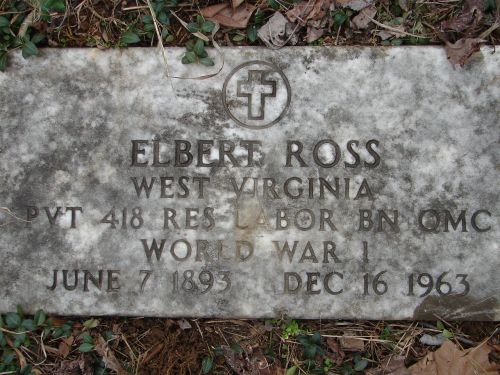 ELBERT ROSS
WEST VIRGINIA
PVT 418 RES LABOR BN QMC
WORLD WAR I
JUNE 7 1893 DEC 16 1963